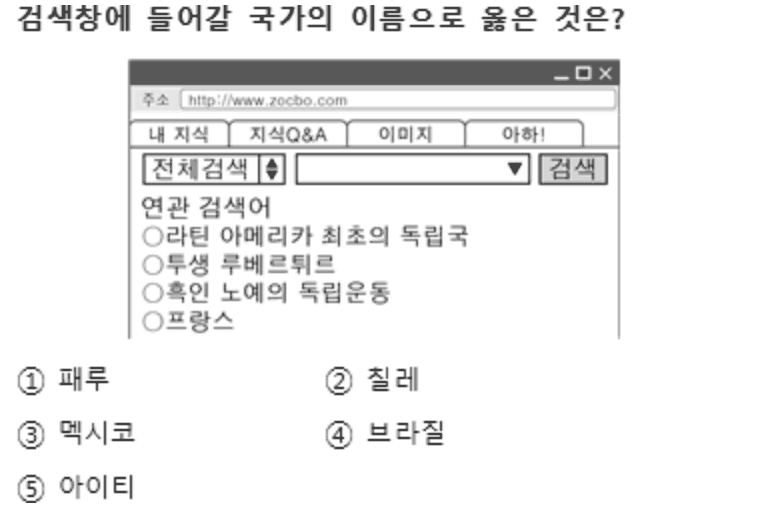 검색창에 들어갈 국가의 이름으로 옳은 것은?
주소 http://www.zocbo.com
내 지식 지식Q&A 이미지 아하!
전체검색 검색
연관 검색어
○라틴 아메리카 최초의 독립국
○투생 루베르튀르
○흑인 노예의 독립운동
○프랑스
① 패루 ② 칠레
③ 멕시코 ④ 브라질
⑤ 아이티